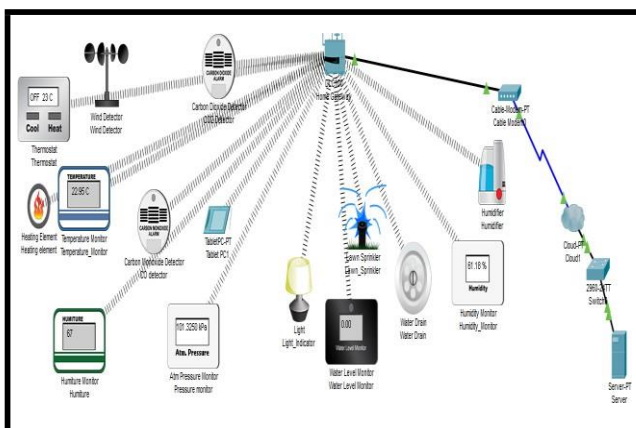 OFF 23 C
Cool Heat
Thermostat
Thermostat
Wind Detector
Wind Detector
CARBON DIOXIDE
ALARM
Carbon Dioxide Detector
CO2 Detector
Home Gateway
Cable-Modem-PT
Cable Modem0
Heating Element
Heating element
TEMPERATURE
22.95 C
Temperature Monitor
Temperature_Monitor
CARBON MONOXIDE
ALARM
Carbon Monoxide Detector
CO detector
TabletPC-PT
Tablet PC1
Lawn Sprinkler
Lawn_Sprinkler
Humidifier
Humidifier
Cloud-PT
Cloud1
2960-24TT
Server-PT
Server
HUMITURE
67
Humiture Monitor
Humiture
101.3250 kPa
Atm. Pressure
Atm Pressure Monitor
Pressure monitor
Light
Light_Indicator
0.00
Water Level Monitor
Water Level Monitor
Water Level Monitor
Water Drain
Water Drain
61.18 %
Humidity
Humidity Monitor
Humidity_Monitor